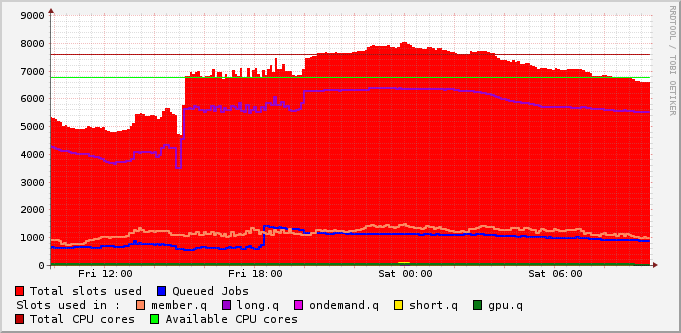 RRDTOOL / TOBI OETIKER
9000
8000
7000
6000
5000
4000
3000
2000
1000
0
Fri 12:00 Fri 18:00 Sat 00:00 Sat 06:00
Total slots used Queued Jobs
Slots used in : member.q long.q ondemand.q short.q gpu.q
Total CPU cores Available CPU cores